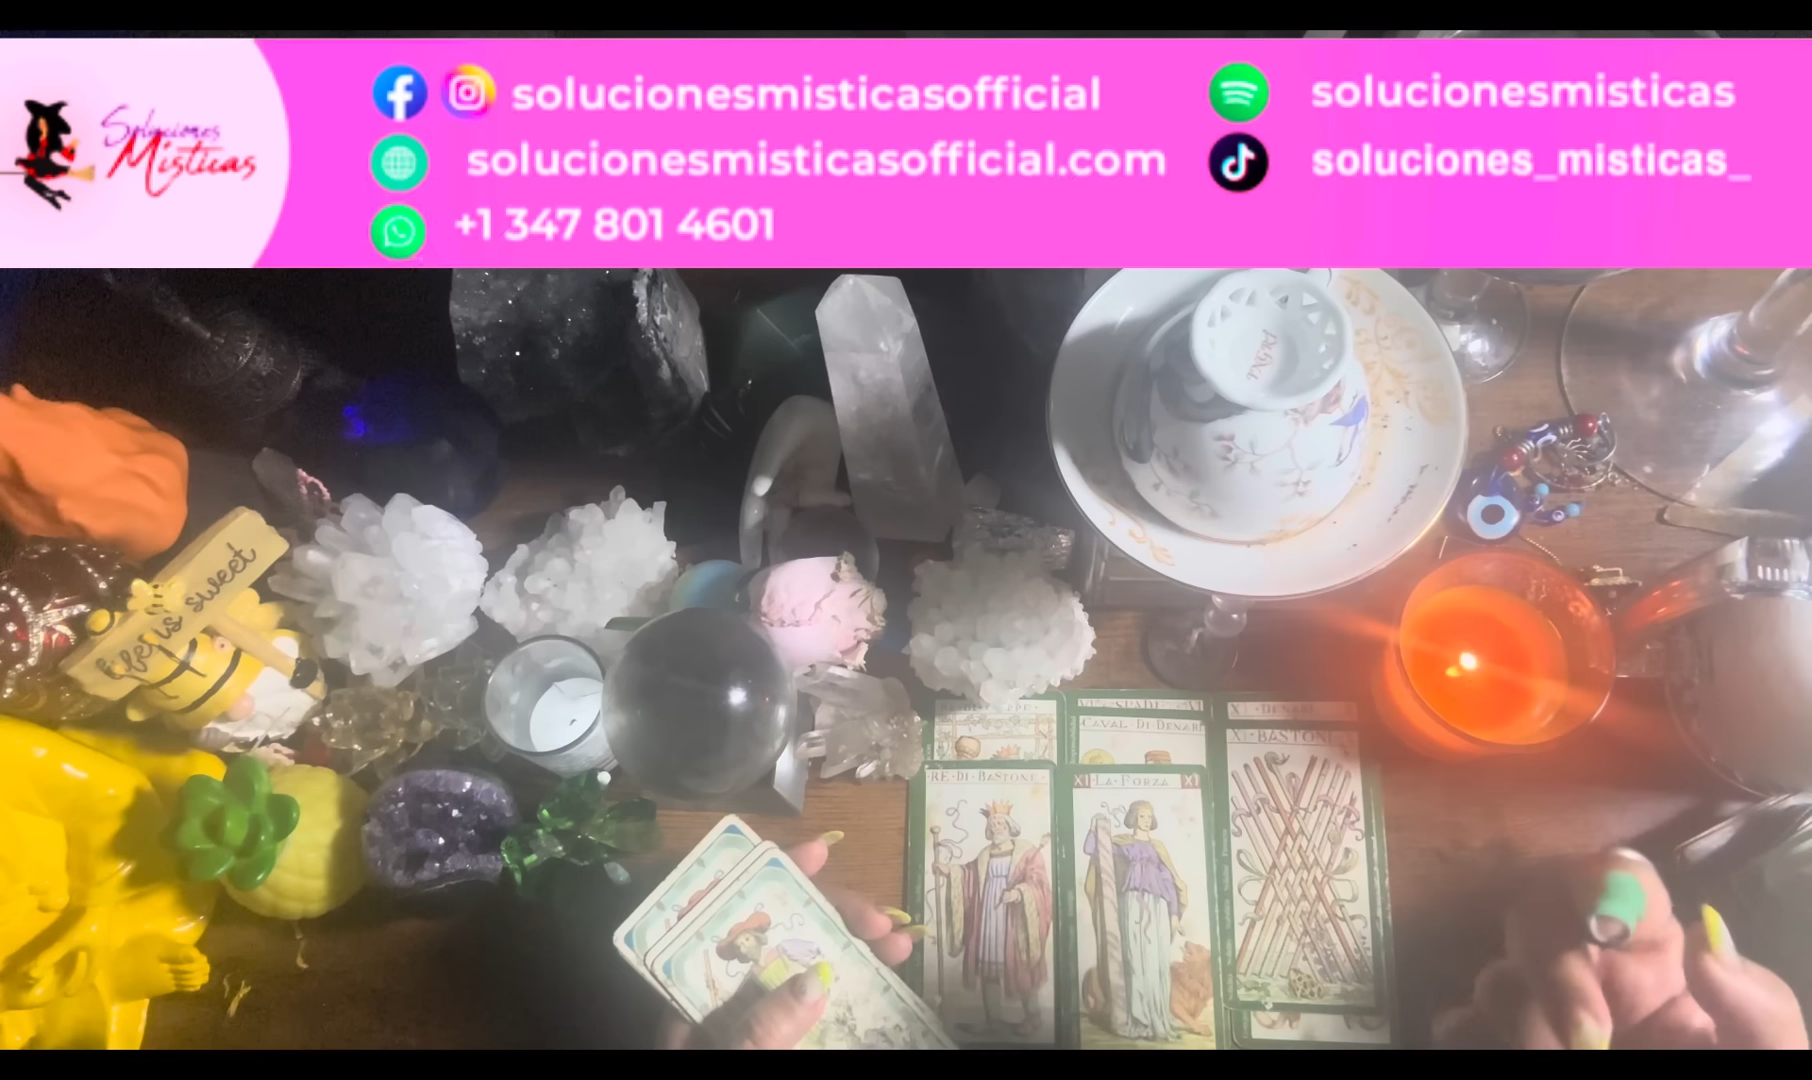 Soluciones
Misticas
solucionesmisticasofficial
solucionesmisticas
solucionesmisticasofficial.com
soluciones_misticas_
+1 347 801 4601
life is sweet
CAVAL·DI·DENARI
X·BASTONI
RE·DI·BASTONI
XI LA·FORZA XI